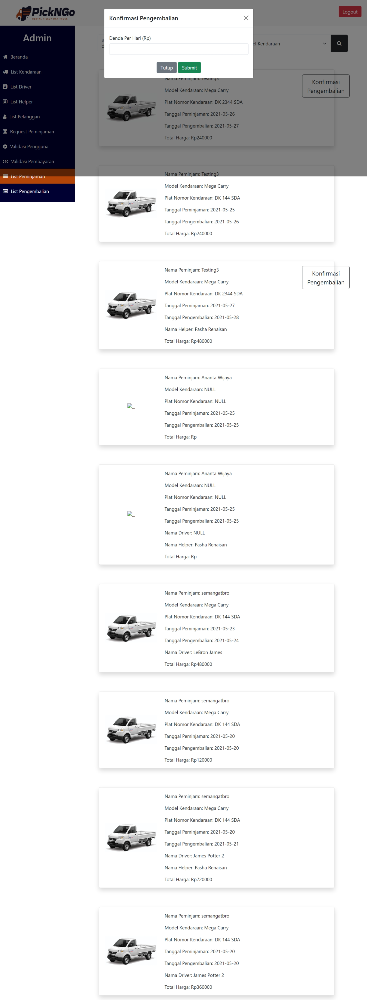 PickNGo
RENTAL PICKUP DAN TRUCK
Logout
Konfirmasi Pengembalian
Denda Per Hari (Rp)
Tutup
Submit
Kendaraan
Admin
Beranda
List Kendaraan
List Driver
List Helper
List Pelanggan
Request Peminjaman
Validasi Pengguna
Validasi Pembayaran
List Peminjaman
List Pengembalian
Nama Peminjam: Testing3
Model Kendaraan: Mega Carry
Plat Nomor Kendaraan: DK 2344 SDA
Tanggal Peminjaman: 2021-05-26
Tanggal Pengembalian: 2021-05-27
Total Harga: Rp240000
Konfirmasi
Pengembalian
Nama Peminjam: Testing3
Model Kendaraan: Mega Carry
Plat Nomor Kendaraan: DK 144 SDA
Tanggal Peminjaman: 2021-05-25
Tanggal Pengembalian: 2021-05-26
Total Harga: Rp240000
Nama Peminjam: Testing3
Model Kendaraan: Mega Carry
Plat Nomor Kendaraan: DK 2344 SDA
Tanggal Peminjaman: 2021-05-27
Tanggal Pengembalian: 2021-05-28
Nama Helper: Pasha Renaisan
Total Harga: Rp480000
Konfirmasi
Pengembalian
Nama Peminjam: Ananta Wijaya
Model Kendaraan: NULL
Plat Nomor Kendaraan: NULL
Tanggal Peminjaman: 2021-05-25
Tanggal Pengembalian: 2021-05-25
Total Harga: Rp
...
Nama Peminjam: Ananta Wijaya
Model Kendaraan: NULL
Plat Nomor Kendaraan: NULL
Tanggal Peminjaman: 2021-05-25
Tanggal Pengembalian: 2021-05-25
Nama Driver: NULL
Nama Helper: Pasha Renaisan
Total Harga: Rp
...
Nama Peminjam: semangatbro
Model Kendaraan: Mega Carry
Plat Nomor Kendaraan: DK 144 SDA
Tanggal Peminjaman: 2021-05-23
Tanggal Pengembalian: 2021-05-24
Nama Driver: LeBron James
Total Harga: Rp480000
Nama Peminjam: semangatbro
Model Kendaraan: Mega Carry
Plat Nomor Kendaraan: DK 144 SDA
Tanggal Peminjaman: 2021-05-20
Tanggal Pengembalian: 2021-05-20
Total Harga: Rp120000
Nama Peminjam: semangatbro
Model Kendaraan: Mega Carry
Plat Nomor Kendaraan: DK 144 SDA
Tanggal Peminjaman: 2021-05-20
Tanggal Pengembalian: 2021-05-21
Nama Driver: James Potter 2
Nama Helper: Pasha Renaisan
Total Harga: Rp720000
Nama Peminjam: semangatbro
Model Kendaraan: Mega Carry
Plat Nomor Kendaraan: DK 144 SDA
Tanggal Peminjaman: 2021-05-20
Tanggal Pengembalian: 2021-05-20
Nama Driver: James Potter 2
Total Harga: Rp360000